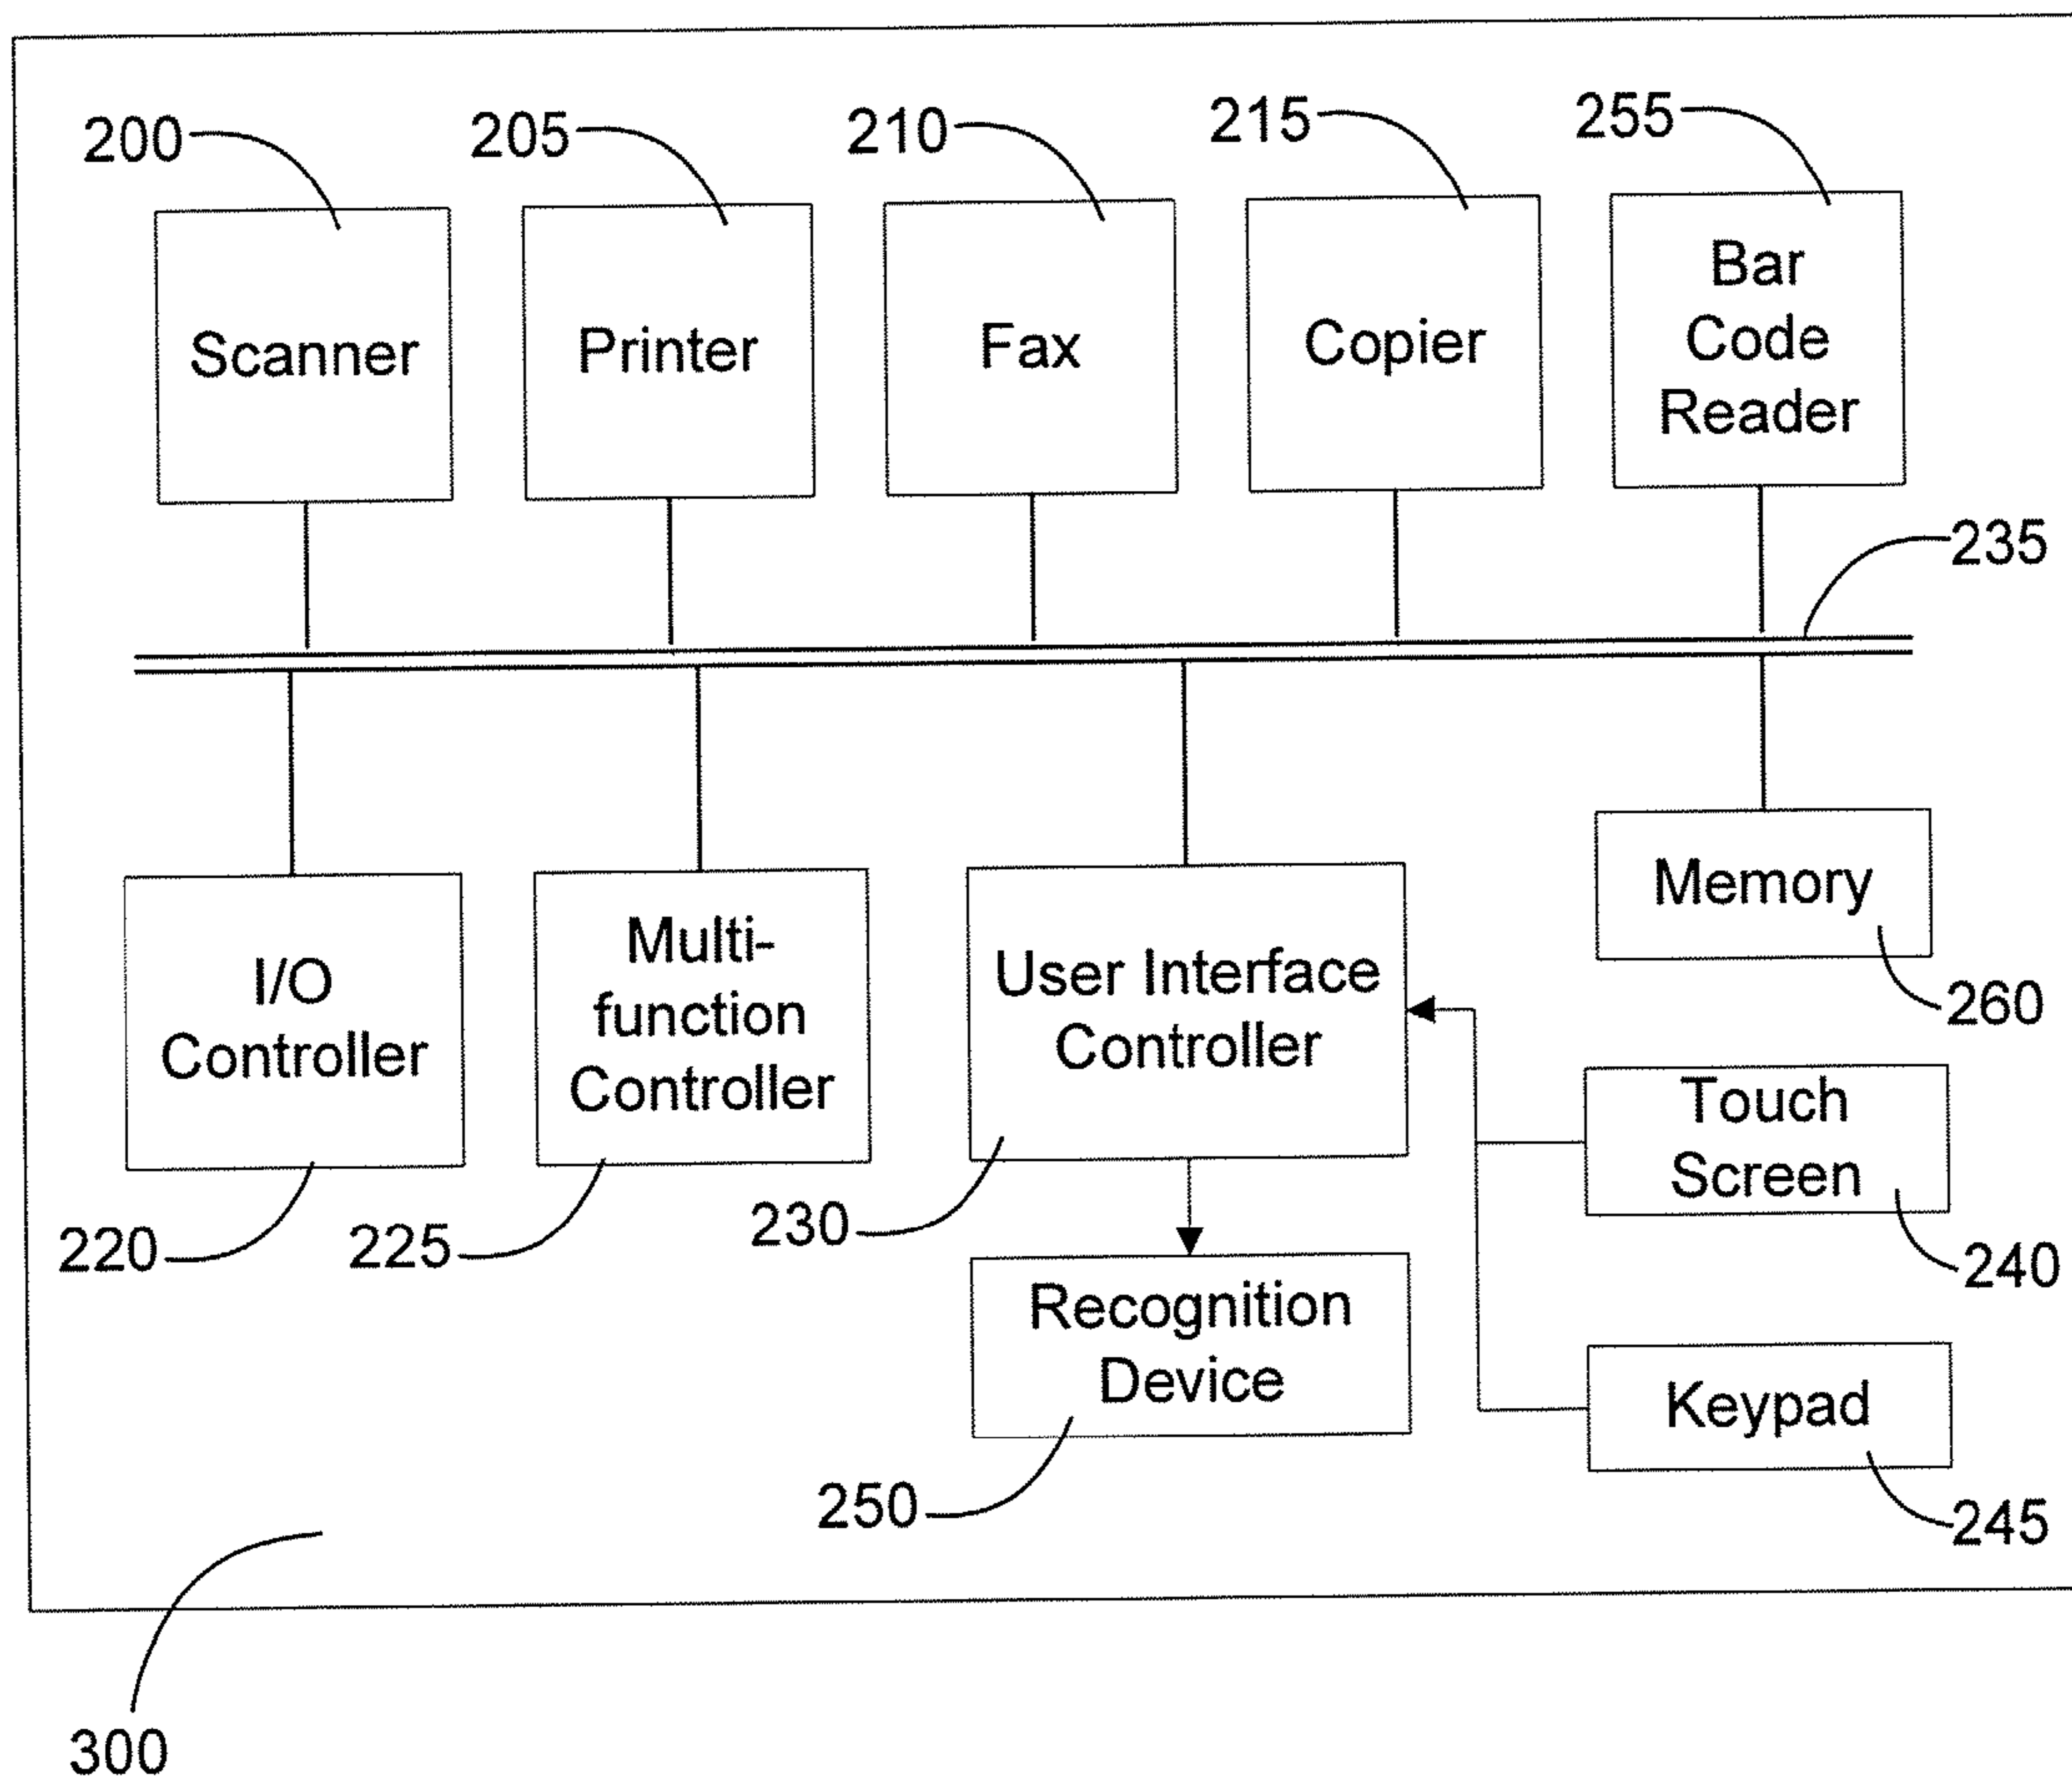 200
205
210
215
255
Scanner
Printer
Fax
Copier
Bar
Code
Reader
235
I/O
Controller
Multi-
function
Controller
User Interface
Controller
Memory
260
Touch
Screen
240
220
225
230
Recognition
Device
Keypad
250
245
300